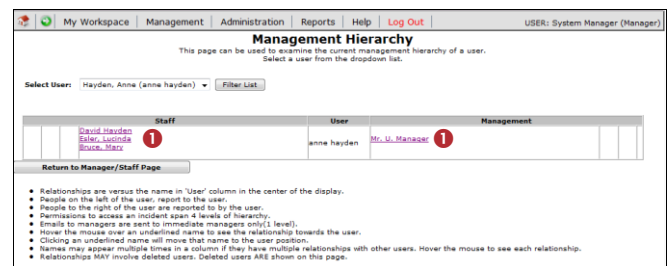 My Workspace Management Administration Reports Help Log Out USER: System Manager (Manager)
Management Hierarchy
This page can be used to examine the current management hierarchy of a user.
Select a user from the dropdown list.
Select User: Hayden, Anne (anne hayden) Filter List
Staff User Management
David Hayden
Esler, Lucinda
Bruce, Mary
1
anne hayden
Mr. U. Manager
1
Return to Manager/Staff Page
• Relationships are versus the name in 'User' column in the center of the display.
• People on the left of the user, report to the user.
• People to the right of the user are reported to by the user.
• Permissions to access an incident span 4 levels of hierarchy.
• Emails to managers are sent to immediate managers only(1 level).
• Hover the mouse over an underlined name to see the relationship towards the user.
• Clicking an underlined name will move that name to the user position.
• Names may appear multiple times in a column if they have multiple relationships with other users. Hover the mouse to see each relationship.
• Relationships MAY involve deleted users. Deleted users ARE shown on this page.